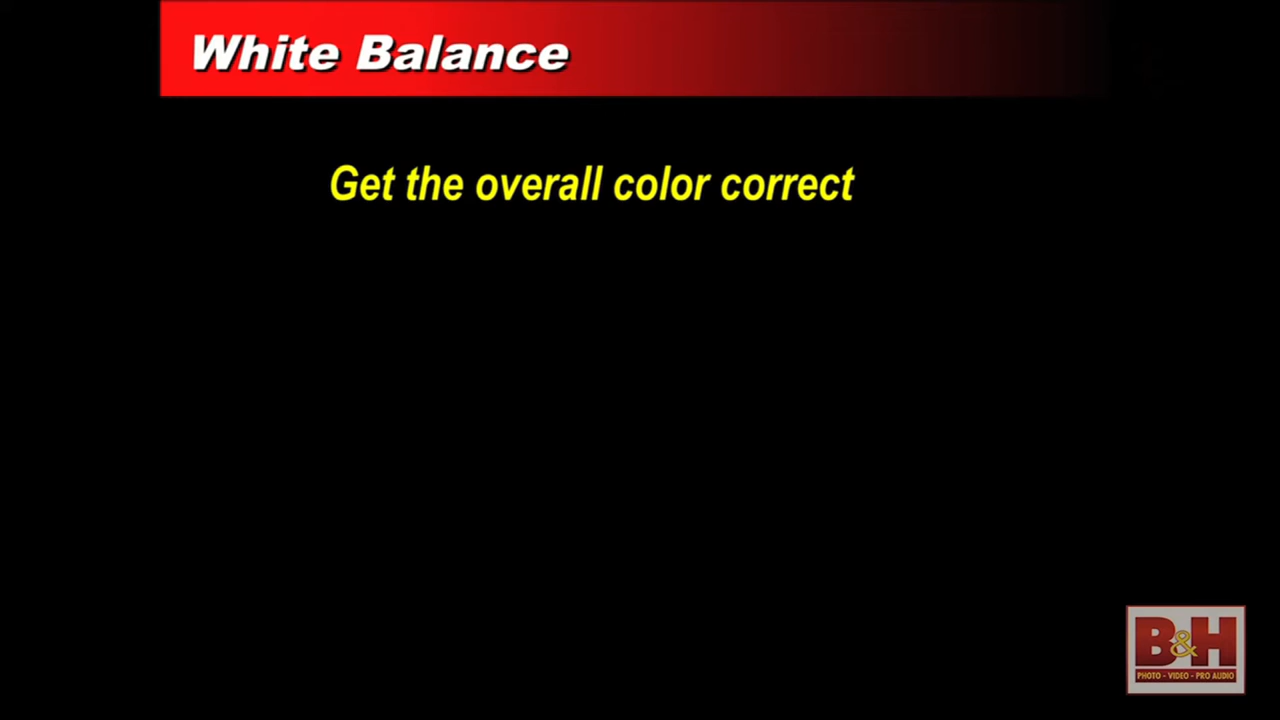 White Balance
Get the overall color correct
B&H
PHOTO - VIDEO - PRO AUDIO